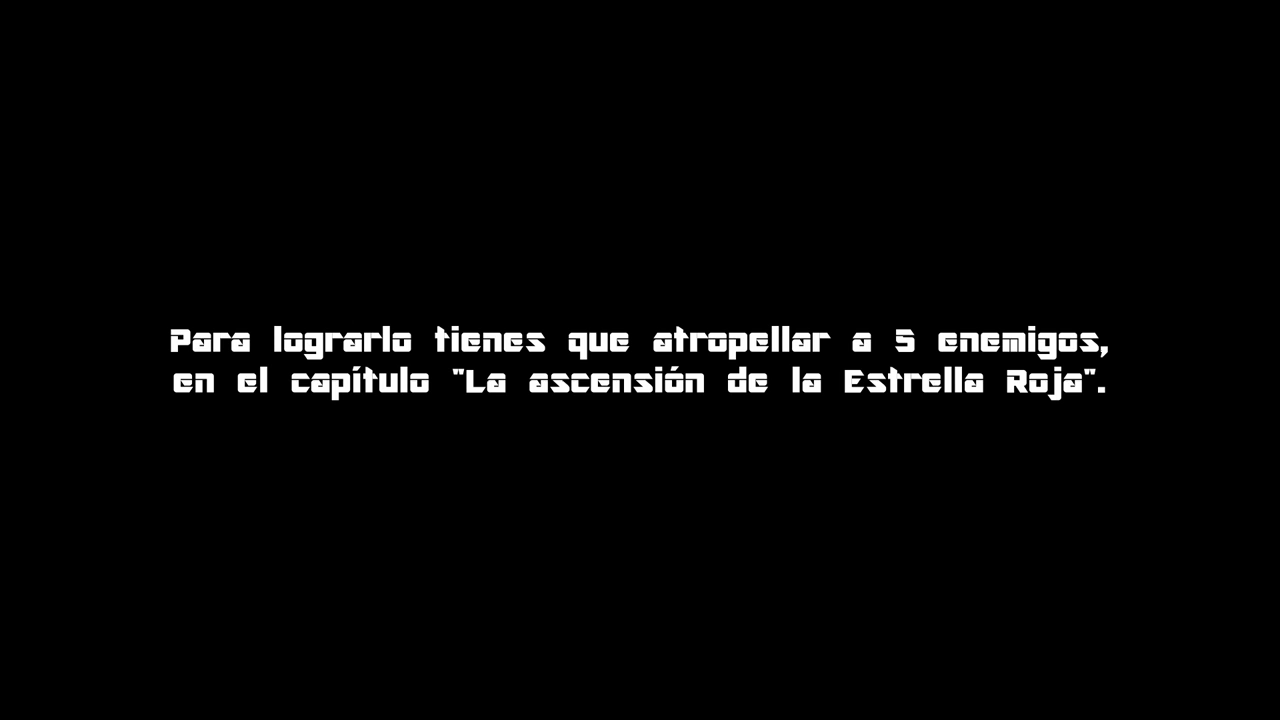 Para lograrlo tienes que atropellar a 5 enemigos,
en el capítulo "La ascensión de la Estrella Roja".